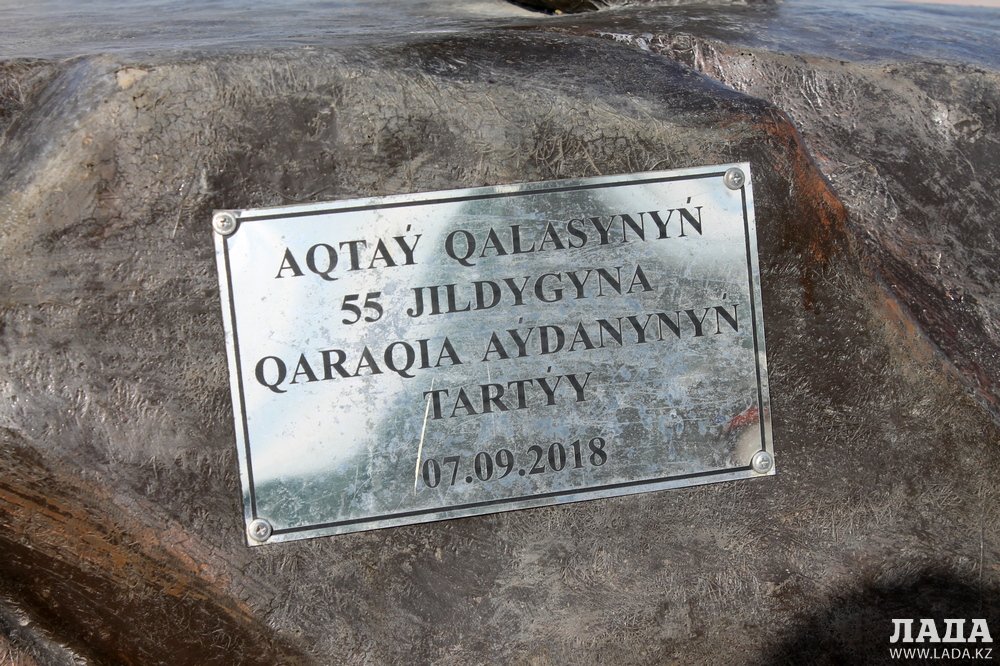 AQTAÝ QALASYNYŃ
55 JILDYGYNA
QARAQIA AÝDANYNYŃ
TARTÝY
07.09.2018
ЛАДА
WWW.LADA.KZ